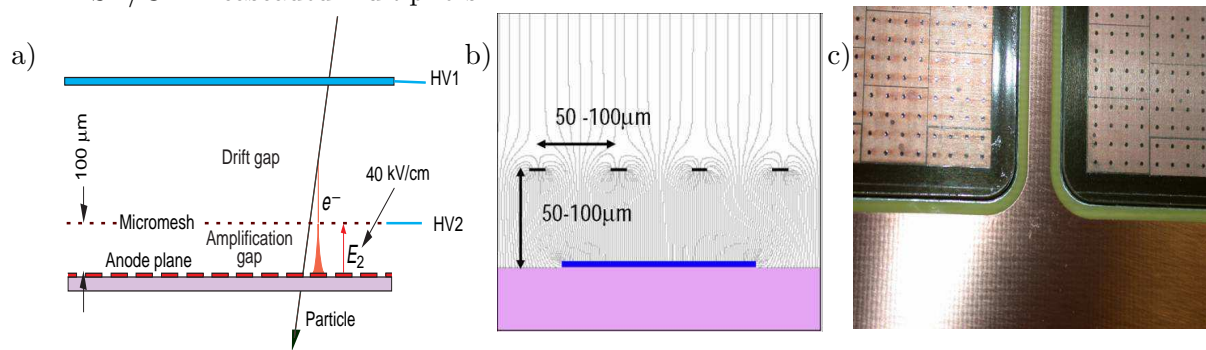 a)
HV1
100 μm
Drift gap
40 kV/cm
e−
Micromesh
HV2
Amplification
gap
E2
Anode plane
Particle
b)
50 -100μm
50-100μm
c)